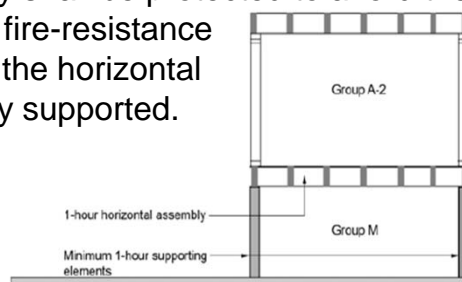 fire-resistance
the horizontal
y supported.
Group A-2
1-hour horizontal assembly
Group M
Minimum 1-hour supporting
elements